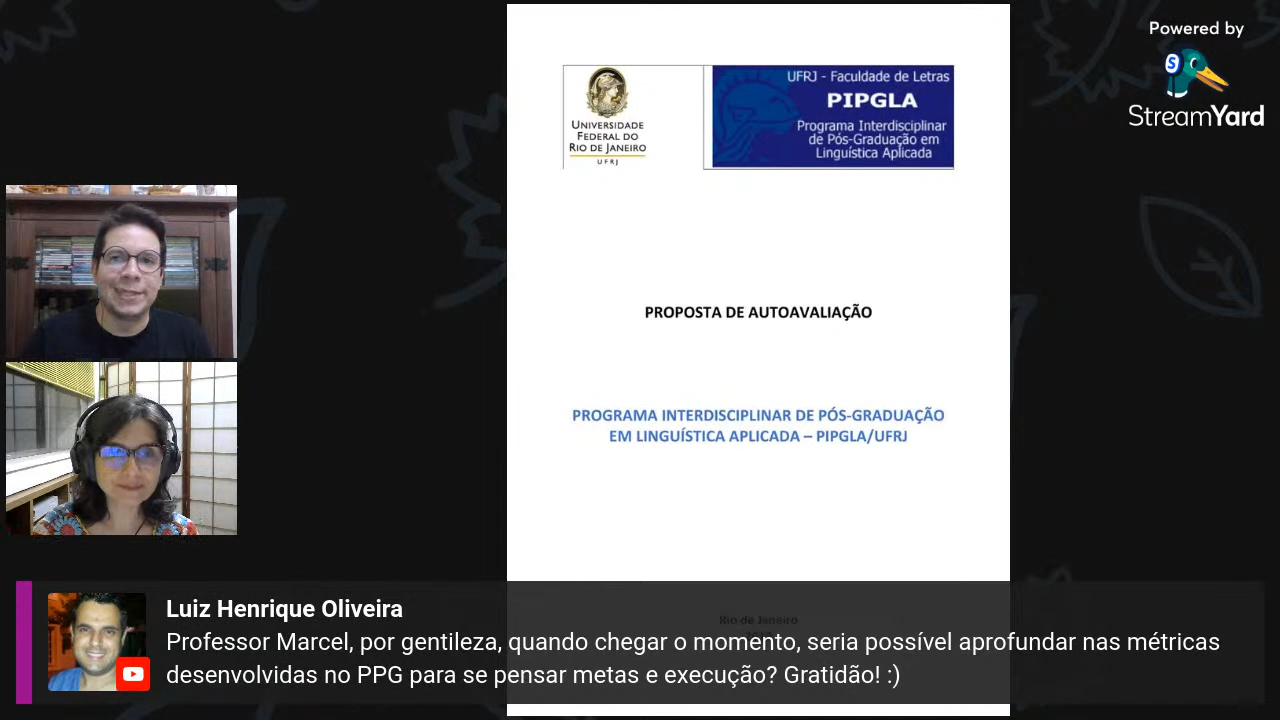 Powered by
StreamYard
UNIVERSIDADE
FEDERAL DO
RIO DE JANEIRO
UFRJ
UFRJ - Faculdade de Letras
PIPGLA
Programa Interdisciplinar
de Pós-Graduação em
Linguística Aplicada
PROPOSTA DE AUTOAVALIAÇÃO
PROGRAMA INTERDISCIPLINAR DE PÓS-GRADUAÇÃO
EM LINGUÍSTICA APLICADA – PIPGLA/UFRJ
Rio de Janeiro
Luiz Henrique Oliveira
Professor Marcel, por gentileza, quando chegar o momento, seria possível aprofundar nas métricas
desenvolvidas no PPG para se pensar metas e execução? Gratidão! :)